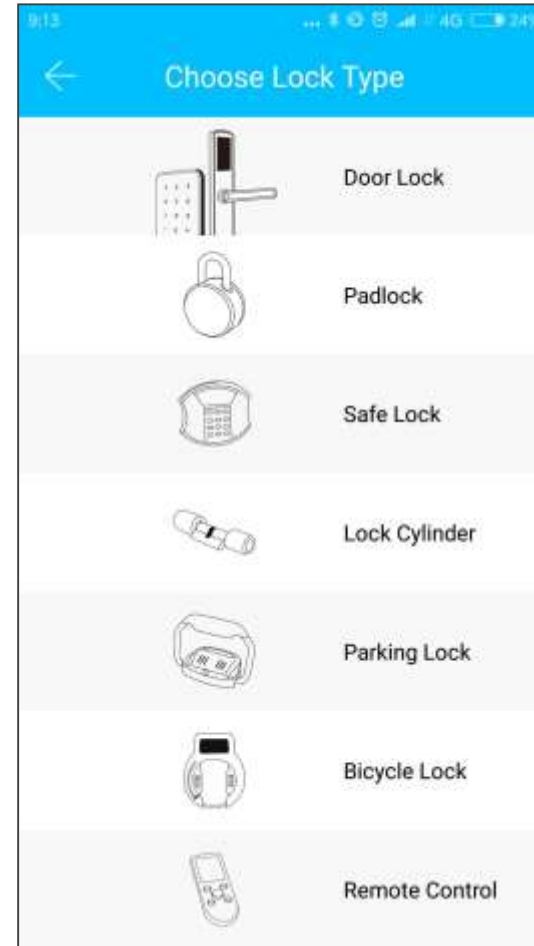 9:13 ... 4G 24%
Choose Lock Type
Door Lock
Padlock
Safe Lock
Lock Cylinder
Parking Lock
Bicycle Lock
Remote Control